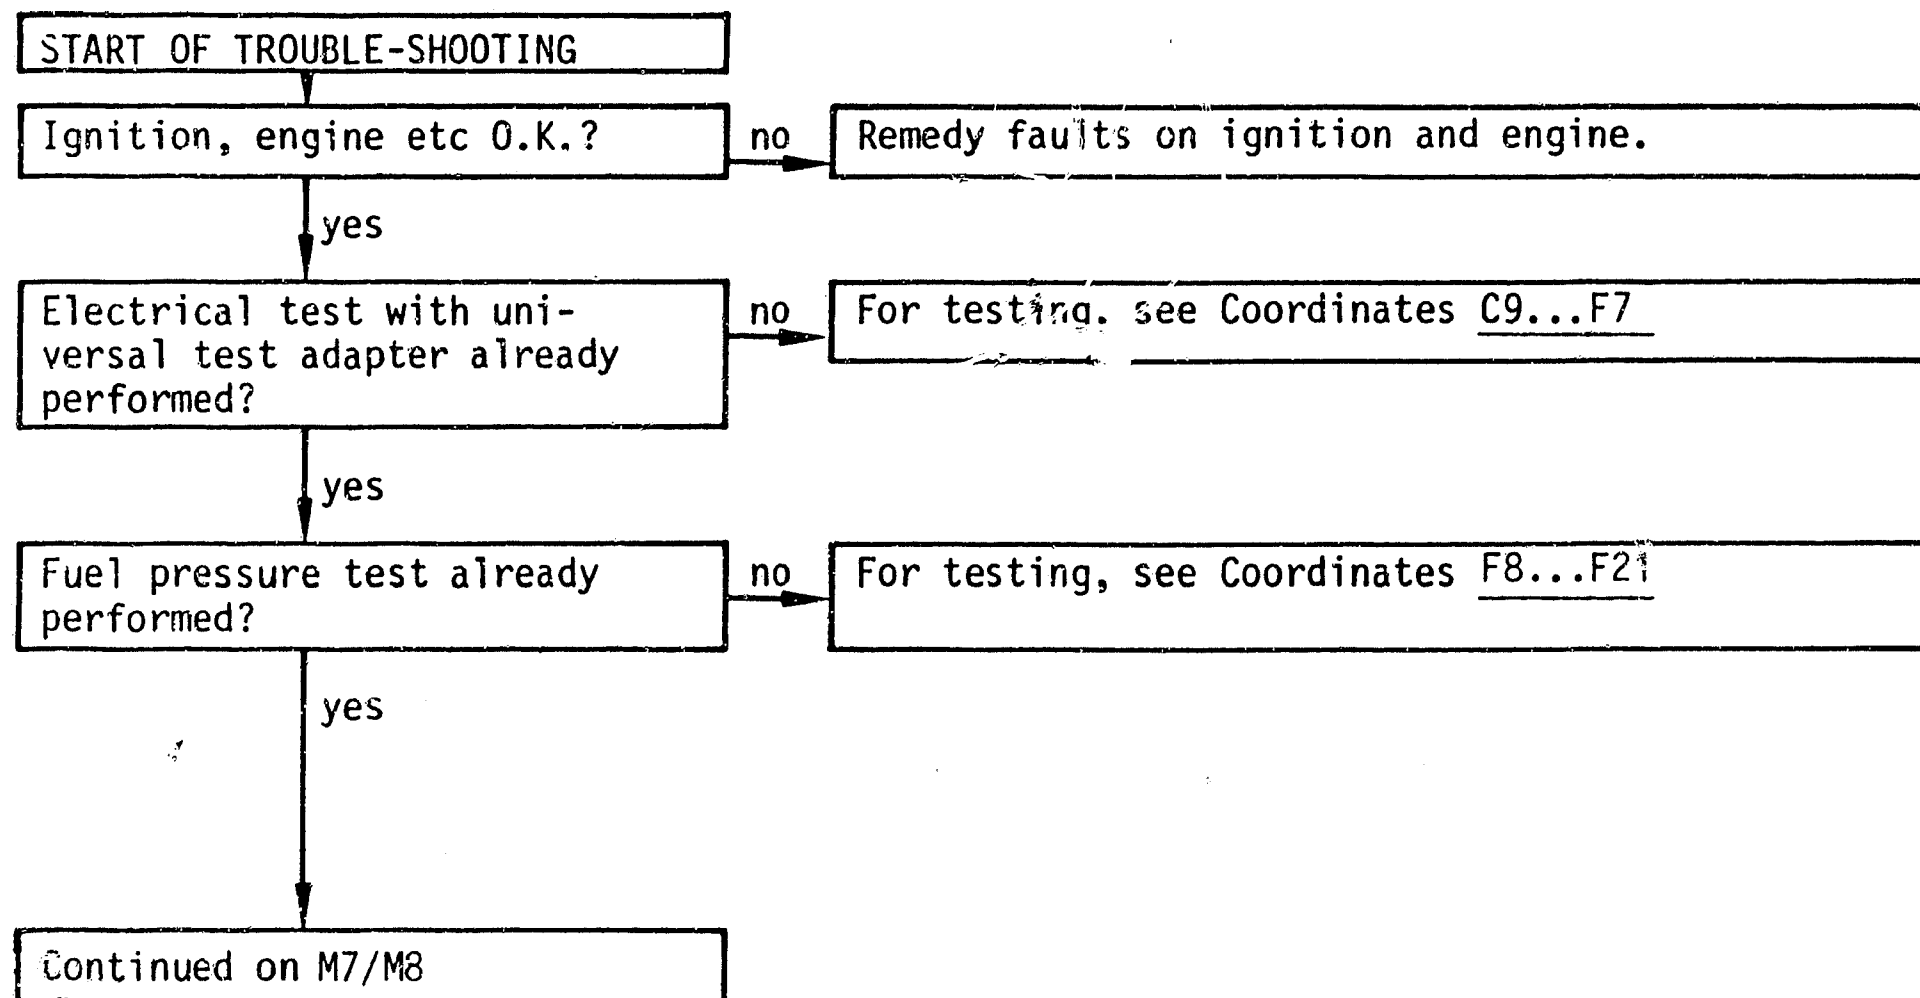 START OF TROUBLE-SHOOTING
Ignition, engine etc O.K.?
no
Remedy faults on ignition and engine.
yes
Electrical test with uni-
versal test adapter already
performed?
no
For testing. see Coordinates C9...F7
yes
Fuel pressure test already
performed?
no
For testing, see Coordinates F8...F21
yes
Continued on M7/M8